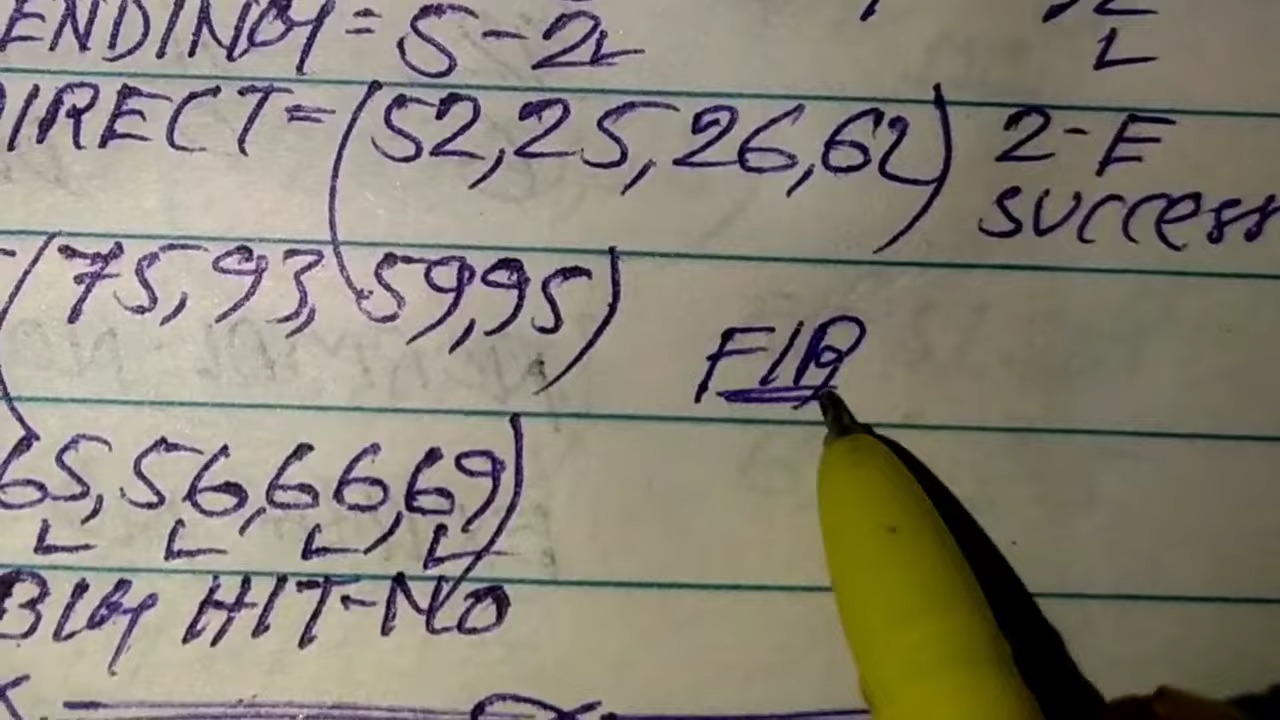 ENDING = 5-2
L
DIRECT = (52,25,26,62) 2-E
success
(75,93,59,95)
FIR
65,56,66,69)
BIG HIT-NO